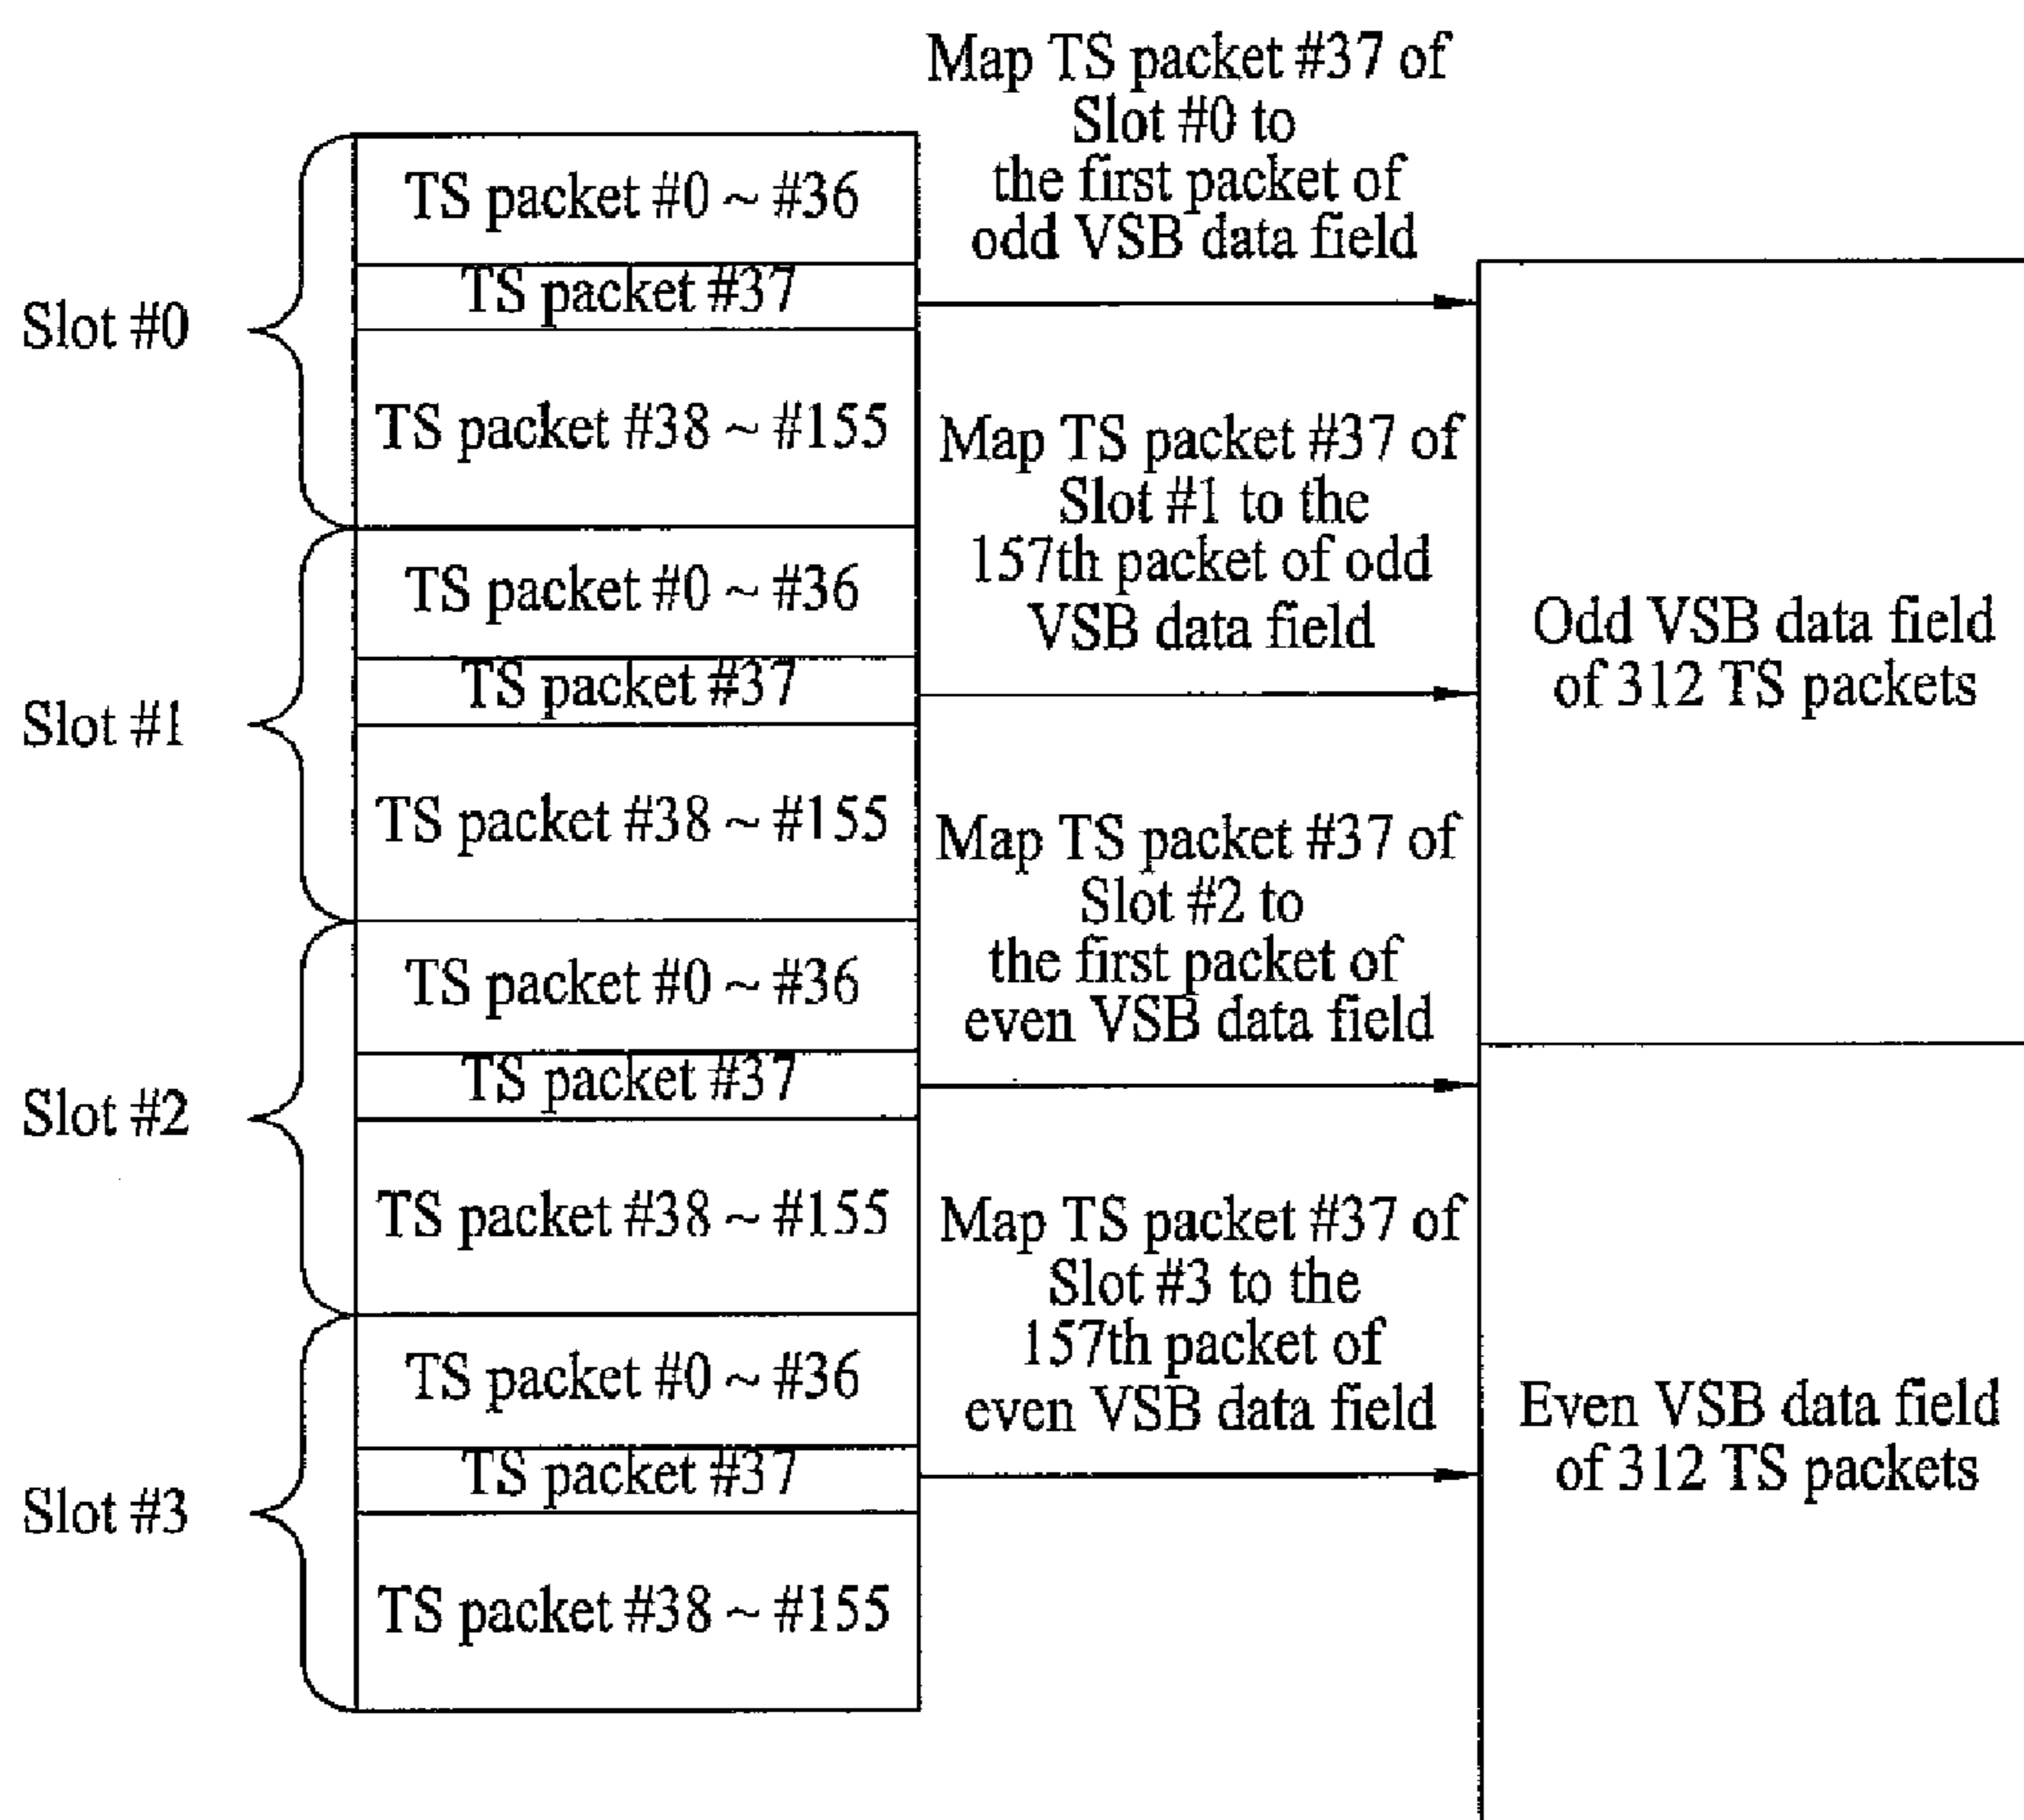 Map TS packet #37 of
Slot #0 to
the first packet of
odd VSB data field
Slot #0
TS packet #0 ~ #36
TS packet #37
TS packet #38 ~ #155
Map TS packet #37 of
Slot #1 to the
157th packet of odd
VSB data field
Slot #1
TS packet #0 ~ #36
TS packet #37
TS packet #38 ~ #155
Odd VSB data field
of 312 TS packets
Map TS packet #37 of
Slot #2 to
the first packet of
even VSB data field
Slot #2
TS packet #0 ~ #36
TS packet #37
TS packet #38 ~ #155
Map TS packet #37 of
Slot #3 to the
157th packet of
even VSB data field
Slot #3
TS packet #0 ~ #36
TS packet #37
TS packet #38 ~ #155
Even VSB data field
of 312 TS packets